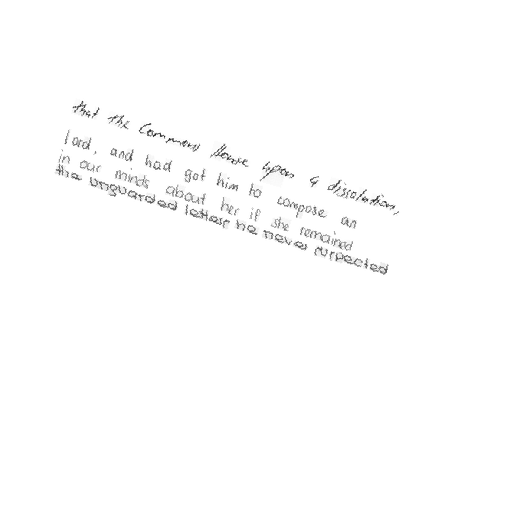 that the Commons House upon a dissolution,
lord, and had got him to compose an
in our minds about her if she remained
the unguarded letters he never suspected